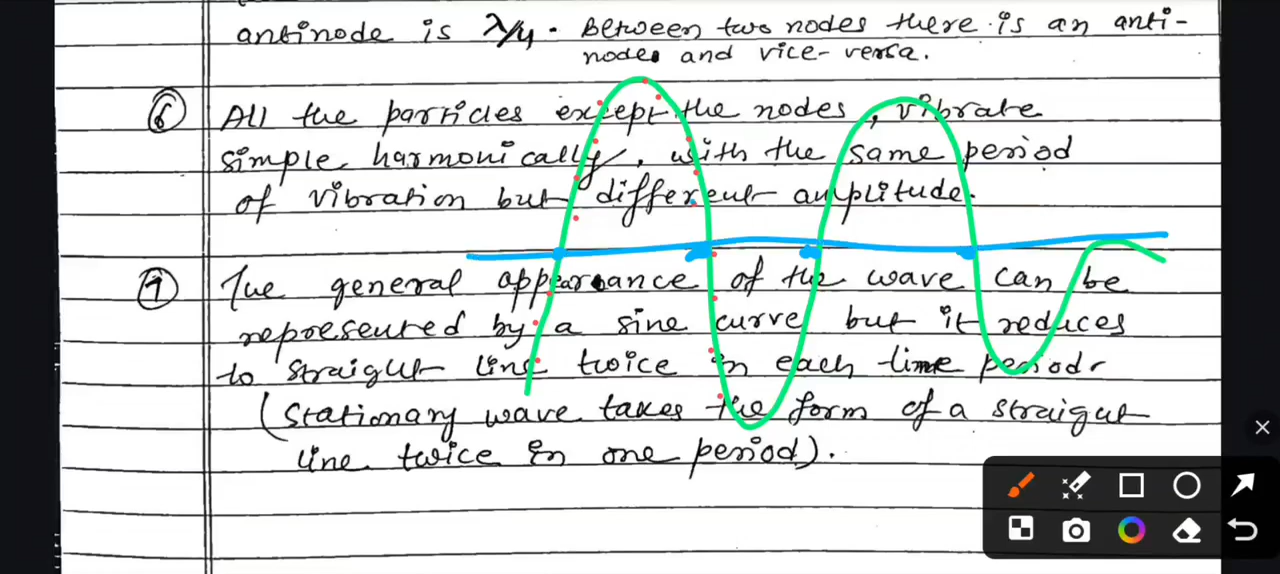 antinode is λ/4. Between two nodes there is an anti-
nodes and vice-versa.
⑥ All the particles except the nodes, vibrate
simple harmonically, with the same period
of vibration but different amplitude.
⑦ The general appearance of the wave can be
represented by a sine curve but it reduces
to straight line twice in each time period.
(Stationary wave takes the form of a straight
line twice in one period).